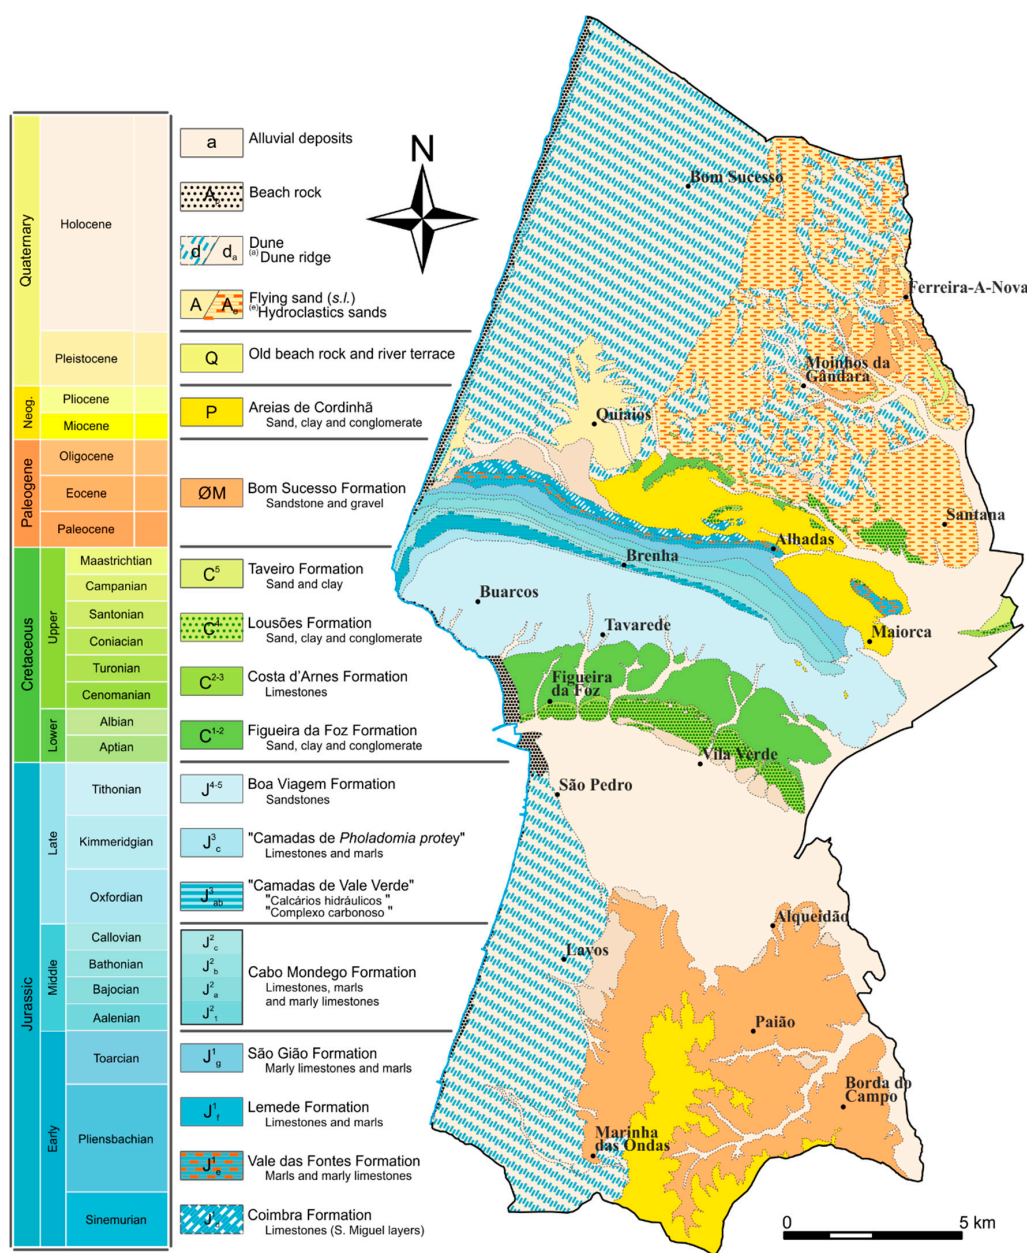 Quaternary
Holocene
Pleistocene
Neog.
Pliocene
Miocene
Paleogene
Oligocene
Eocene
Paleocene
Cretaceous
Upper
Maastrichtian
Campanian
Santonian
Coniacian
Turonian
Cenomanian
Lower
Albian
Aptian
Jurassic
Late
Tithonian
Kimmeridgian
Oxfordian
Middle
Callovian
Bathonian
Bajocian
Aalenian
Early
Toarcian
Pliensbachian
Sinemurian
a Alluvial deposits
Beach rock
d da Dune
(a) Dune ridge
A Ae Flying sand (s.l.)
(e) Hydroclastics sands
Q Old beach rock and river terrace
P Areias de Cordinhã
Sand, clay and conglomerate
ØM Bom Sucesso Formation
Sandstone and gravel
C5 Taveiro Formation
Sand and clay
Lousões Formation
Sand, clay and conglomerate
C2-3 Costa d'Arnes Formation
Limestones
C1-2 Figueira da Foz Formation
Sand, clay and conglomerate
J4-5 Boa Viagem Formation
Sandstones
J3c "Camadas de Pholadomia protey"
Limestones and marls
J3ab "Camadas de Vale Verde"
"Calcários hidráulicos "
"Complexo carbonoso "
J2c
J2b
J2a
J21
Cabo Mondego Formation
Limestones, marls
and marly limestones
J1g São Gião Formation
Marly limestones and marls
J1f Lemede Formation
Limestones and marls
J1e Vale das Fontes Formation
Marls and marly limestones
Coimbra Formation
Limestones (S. Miguel layers)
N
Bom Sucesso
Ferreira-A-Nova
Moinhos da
Gândara
Quiaios
Santana
Alhadas
Brenha
Buarcos
Tavarede
Maiorca
Figueira
da Foz
Vila Verde
São Pedro
Alqueidão
Lavos
Paião
Borda do
Campo
Marinha
das Ondas
0 5 km